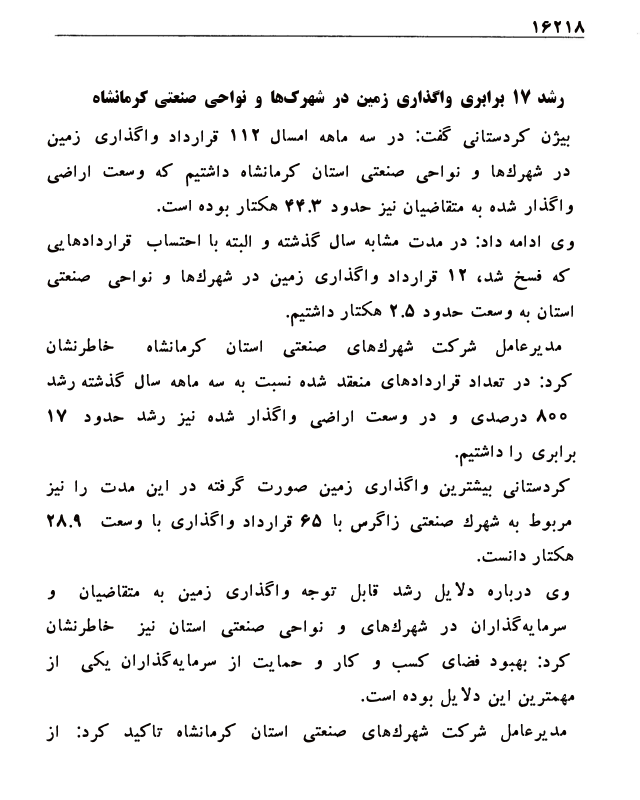 ۱۶۲۱۸
رشد ۱۷ برابری واگذاری زمین در شهرک‌ها و نواحی صنعتی کرمانشاه
بیژن کردستانی گفت: در سه ماهه امسال ۱۱۲ قرارداد واگذاری زمین
در شهرک‌ها و نواحی صنعتی استان کرمانشاه داشتیم که وسعت اراضی
واگذار شده به متقاضیان نیز حدود ۴۴.۳ هکتار بوده است.
وی ادامه داد: در مدت مشابه سال گذشته و البته با احتساب قراردادهایی
که فسخ شد، ۱۲ قرارداد واگذاری زمین در شهرک‌ها و نواحی صنعتی
استان به وسعت حدود ۲.۵ هکتار داشتیم.
مدیرعامل شرکت شهرک‌های صنعتی استان کرمانشاه خاطرنشان
کرد: در تعداد قراردادهای منعقد شده نسبت به سه ماهه سال گذشته رشد
۸۰۰ درصدی و در وسعت اراضی واگذار شده نیز رشد حدود ۱۷
برابری را داشتیم.
کردستانی بیشترین واگذاری زمین صورت گرفته در این مدت را نیز
مربوط به شهرک صنعتی زاگرس با ۶۵ قرارداد واگذاری با وسعت ۲۸.۹
هکتار دانست.
وی درباره دلایل رشد قابل توجه واگذاری زمین به متقاضیان و
سرمایه‌گذاران در شهرک‌های و نواحی صنعتی استان نیز خاطرنشان
کرد: بهبود فضای کسب و کار و حمایت از سرمایه‌گذاران یکی از
مهمترین این دلایل بوده است.
مدیرعامل شرکت شهرک‌های صنعتی استان کرمانشاه تاکید کرد: از